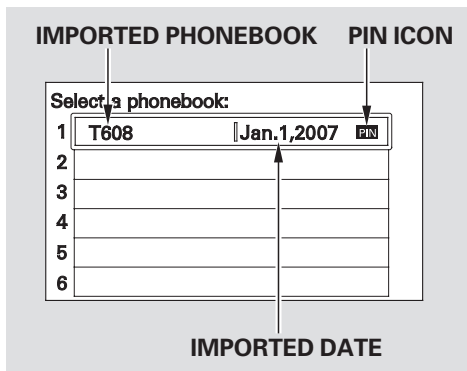 IMPORTED PHONEBOOK PIN ICON
Select a phonebook:
1 T608 Jan.1,2007 PIN
2
3
4
5
6
IMPORTED DATE